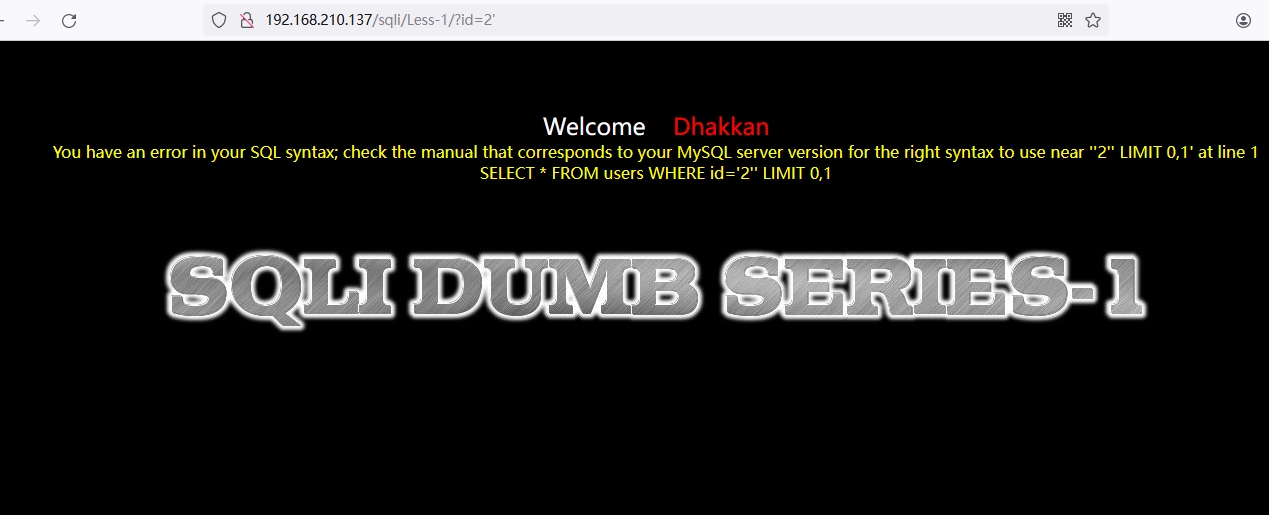 192.168.210.137/sqli/Less-1/?id=2'
Welcome Dhakkan
You have an error in your SQL syntax; check the manual that corresponds to your MySQL server version for the right syntax to use near ''2'' LIMIT 0,1' at line 1
SELECT * FROM users WHERE id='2'' LIMIT 0,1
SQLI DUMB SERIES-1